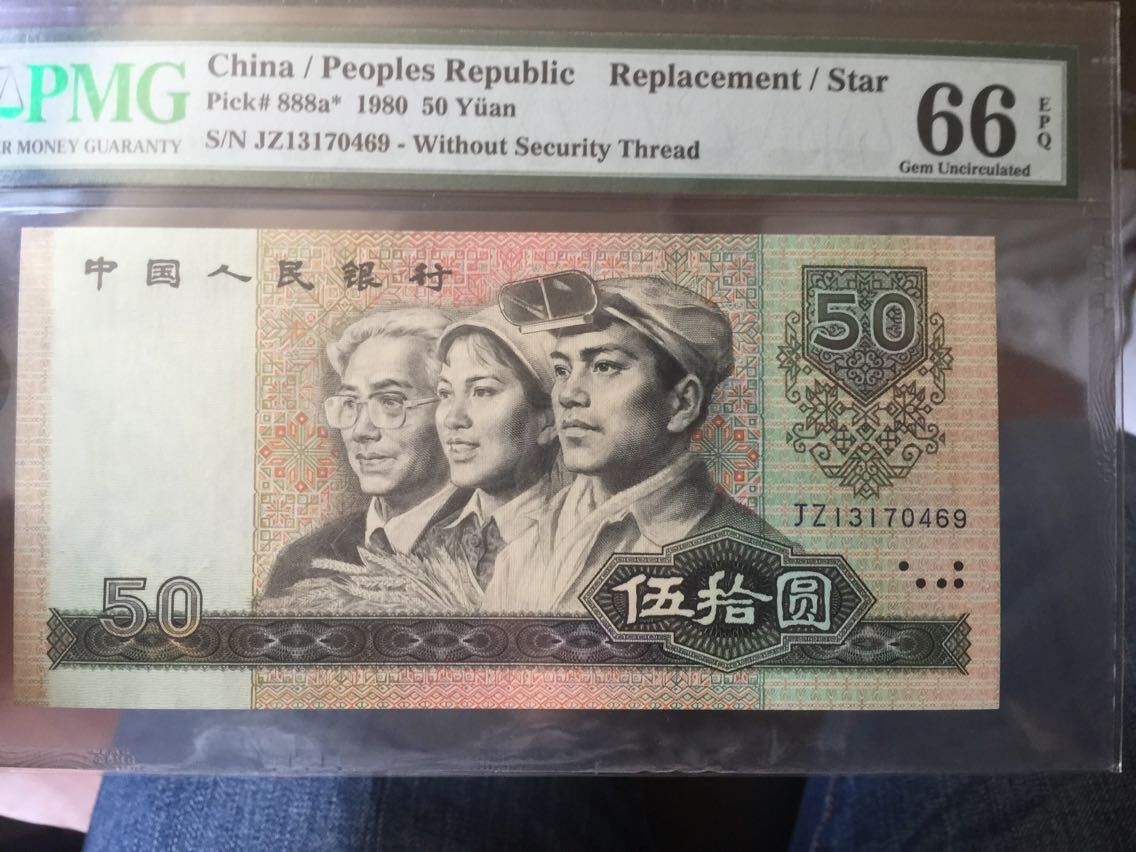 PMG
R MONEY GUARANTY
China / Peoples Republic Replacement / Star
Pick# 888a* 1980 50 Yüan
S/N JZ13170469 - Without Security Thread
66
EPQ
Gem Uncirculated
中国人民银行
50
JZ13170469
50
伍拾圆